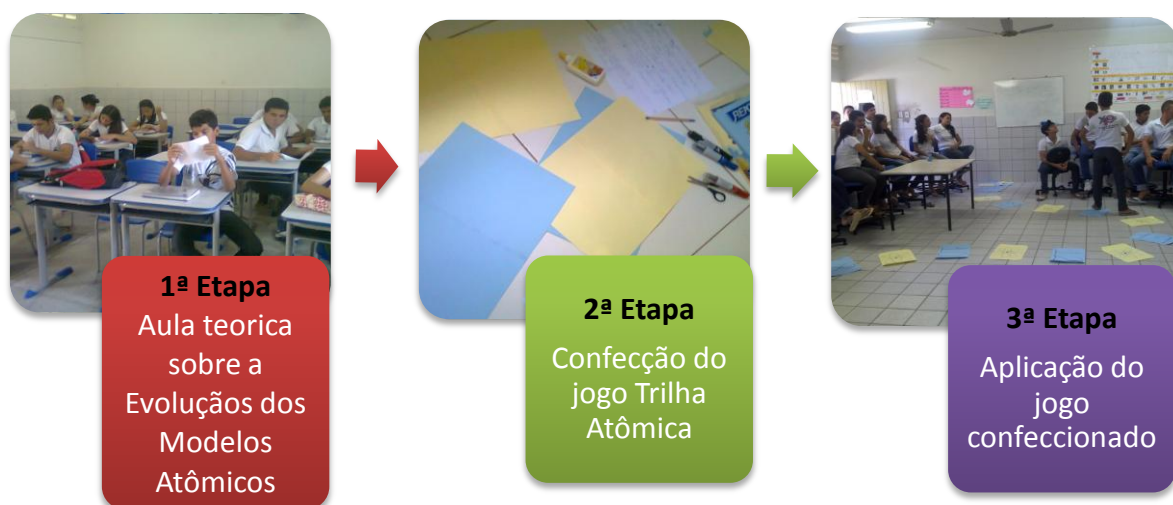 1ª Etapa
Aula teorica
sobre a
Evoluçãos dos
Modelos
Atômicos
2ª Etapa
Confecção do
jogo Trilha
Atômica
3ª Etapa
Aplicação do
jogo
confeccionado